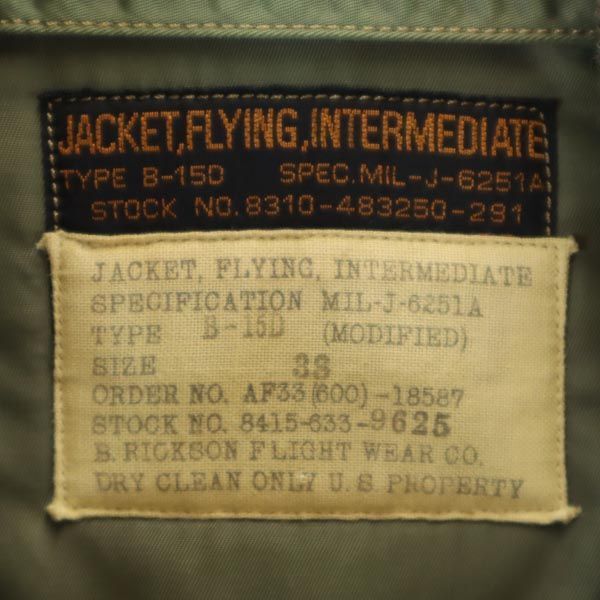 JACKET,FLYING,INTERMEDIATE
TYPE B-15D SPEC.MIL-J-6251A
STOCK NO. 8310-483250-291
JACKET, FLYING, INTERMEDIATE
SPECIFICATION MIL-J-6251A
TYPE B-15D (MODIFIED)
SIZE 38
ORDER NO. AF33(600)-18587
STOCK NO. 8415-633-9625
B. RICKSON FLIGHT WEAR CO.
DRY CLEAN ONLY U.S PROPERTY